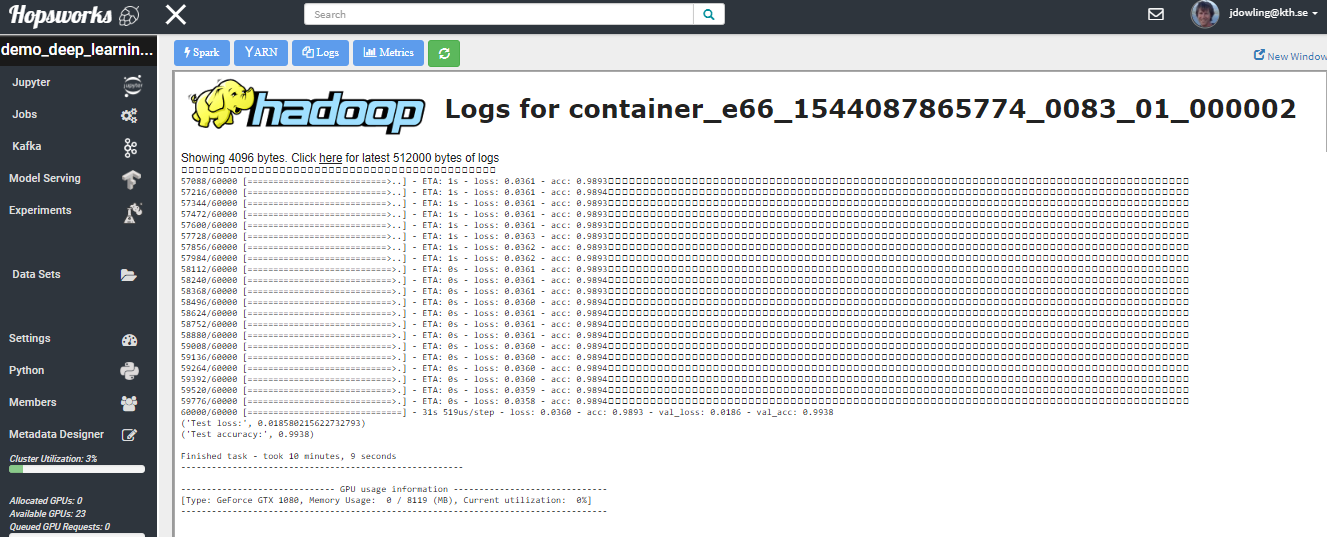 Hopsworks
Search
jdowling@kth.se
demo_deep_learnin...
Spark
YARN
Logs
Metrics
New Window
Jupyter
jupyter
Jobs
Kafka
Model Serving
Experiments
Data Sets
Settings
Python
Members
Metadata Designer
Cluster Utilization: 3%
Allocated GPUs: 0
Available GPUs: 23
Queued GPU Requests: 0
hadoop
Logs for container_e66_1544087865774_0083_01_000002
Showing 4096 bytes. Click here for latest 512000 bytes of logs
57088/60000 [===========================>..] - ETA: 1s - loss: 0.0361 - acc: 0.9893
57216/60000 [===========================>..] - ETA: 1s - loss: 0.0361 - acc: 0.9894
57344/60000 [===========================>..] - ETA: 1s - loss: 0.0361 - acc: 0.9893
57472/60000 [===========================>..] - ETA: 1s - loss: 0.0361 - acc: 0.9893
57600/60000 [===========================>..] - ETA: 1s - loss: 0.0361 - acc: 0.9893
57728/60000 [===========================>..] - ETA: 1s - loss: 0.0363 - acc: 0.9893
57856/60000 [===========================>..] - ETA: 1s - loss: 0.0362 - acc: 0.9893
57984/60000 [===========================>..] - ETA: 1s - loss: 0.0362 - acc: 0.9893
58112/60000 [============================>.] - ETA: 0s - loss: 0.0361 - acc: 0.9893
58240/60000 [============================>.] - ETA: 0s - loss: 0.0361 - acc: 0.9894
58368/60000 [============================>.] - ETA: 0s - loss: 0.0361 - acc: 0.9894
58496/60000 [============================>.] - ETA: 0s - loss: 0.0360 - acc: 0.9894
58624/60000 [============================>.] - ETA: 0s - loss: 0.0361 - acc: 0.9894
58752/60000 [============================>.] - ETA: 0s - loss: 0.0361 - acc: 0.9894
58880/60000 [============================>.] - ETA: 0s - loss: 0.0361 - acc: 0.9894
59008/60000 [============================>.] - ETA: 0s - loss: 0.0360 - acc: 0.9894
59136/60000 [============================>.] - ETA: 0s - loss: 0.0360 - acc: 0.9894
59264/60000 [============================>.] - ETA: 0s - loss: 0.0360 - acc: 0.9894
59392/60000 [============================>.] - ETA: 0s - loss: 0.0360 - acc: 0.9894
59520/60000 [============================>.] - ETA: 0s - loss: 0.0359 - acc: 0.9894
59776/60000 [============================>.] - ETA: 0s - loss: 0.0358 - acc: 0.9894
60000/60000 [==============================] - 31s 519us/step - loss: 0.0360 - acc: 0.9893 - val_loss: 0.0186 - val_acc: 0.9938
('Test loss:', 0.018580215622732793)
('Test accuracy:', 0.9938)
Finished task - took 10 minutes, 9 seconds
-------------------------------------------------------
------------------------------ GPU usage information ------------------------------
[Type: GeForce GTX 1080, Memory Usage:  0 / 8119 (MB), Current utilization:  0%]
-----------------------------------------------------------------------------------